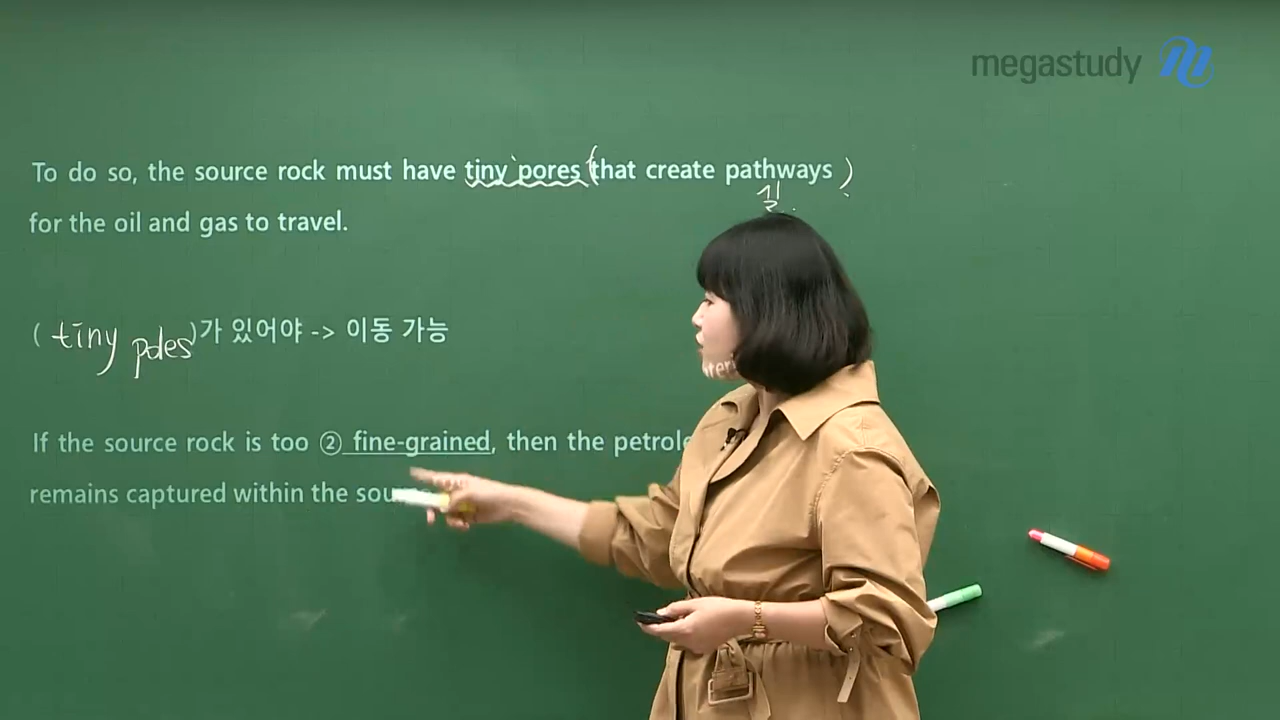 megastudy
To do so, the source rock must have tiny pores (that create pathways)
길
for the oil and gas to travel.
( tiny poles )가 있어야 -> 이동 가능
If the source rock is too ② fine-grained, then the
remains captured within the